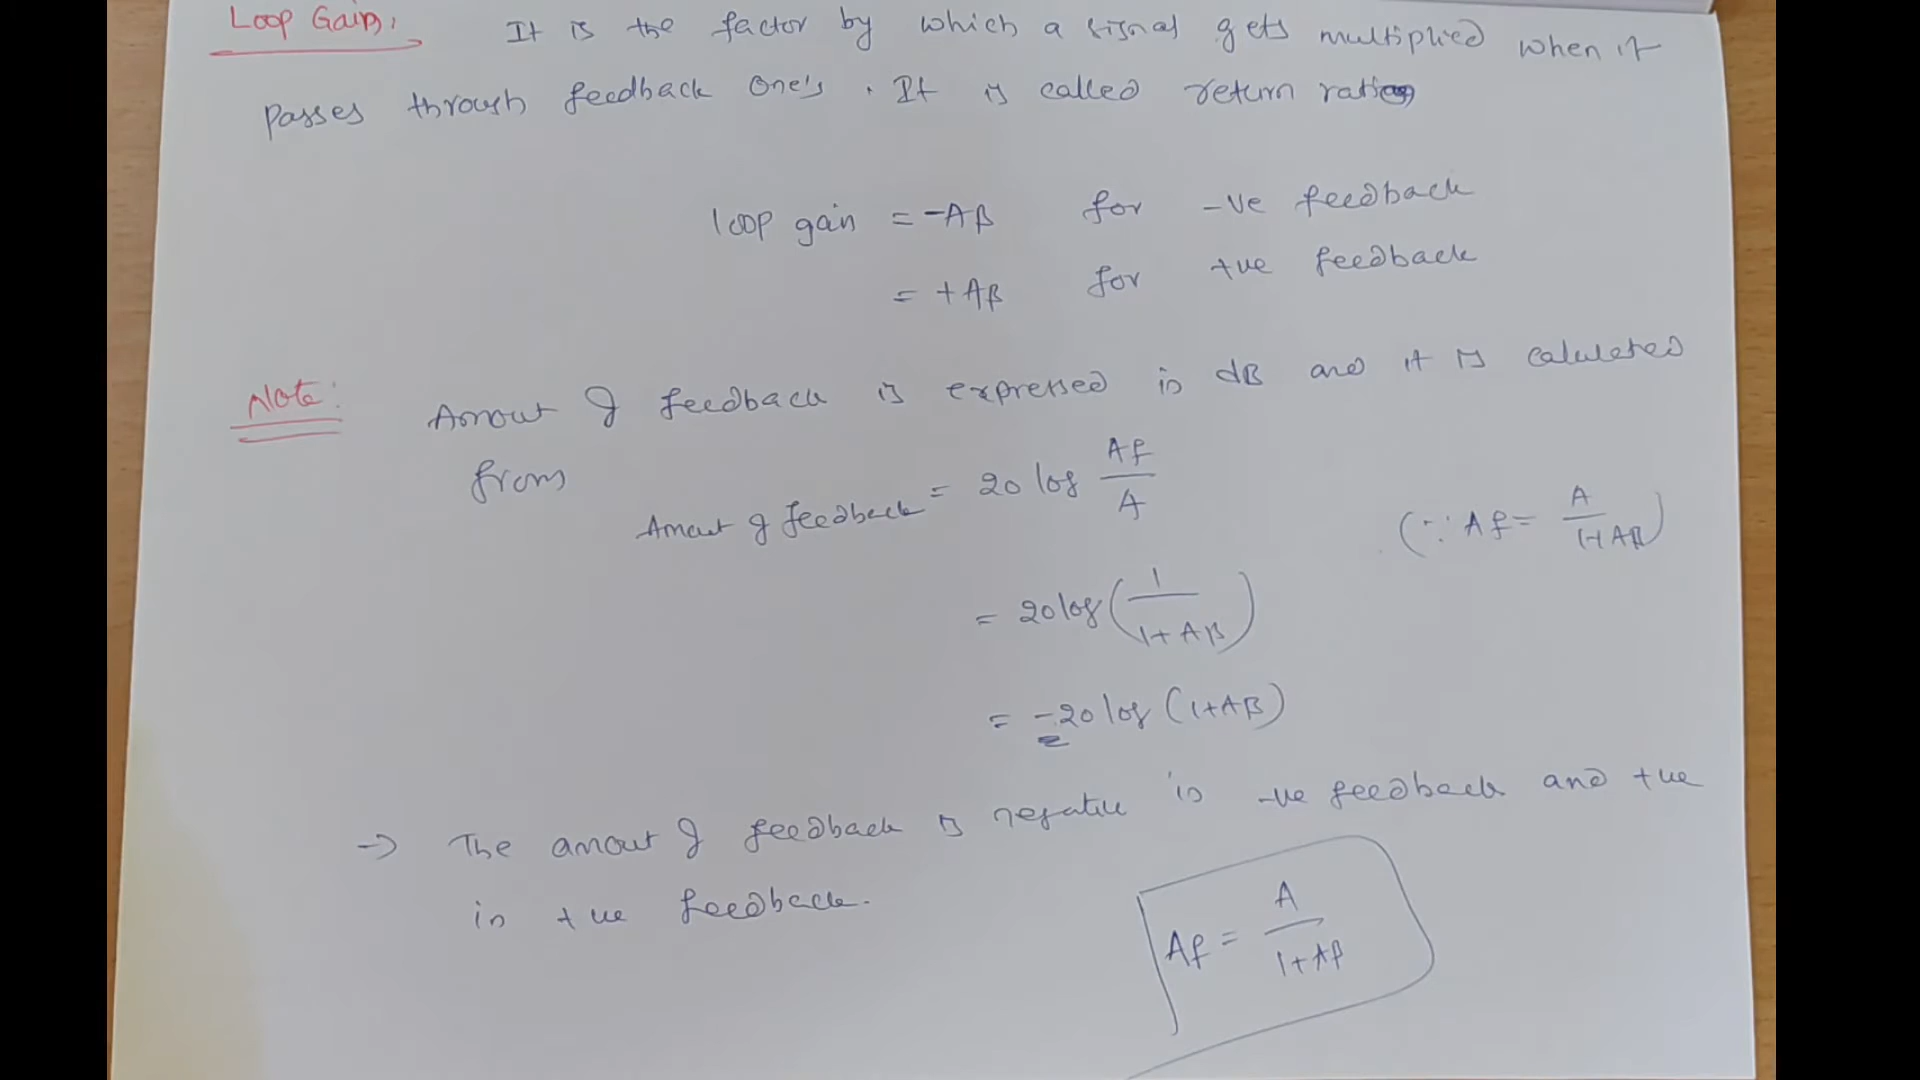 Loop Gain: It is the factor by which a signal gets multiplied when it
passes through feedback One's. It is called return ratio
loop gain = -Aβ for -ve feedback
= +Aβ for +ve feedback
Note: Amout of feedback is expressed in dB and it is calculated
from
Amout of feedback = 20 log Af/A
(∵ Af = A/1+Aβ)
= 20 log (1/1+Aβ)
= -20 log (1+Aβ)
→ The amout of feedback is negative in -ve feedback and +ve
in +ve feedback.
Af = A/1+Aβ